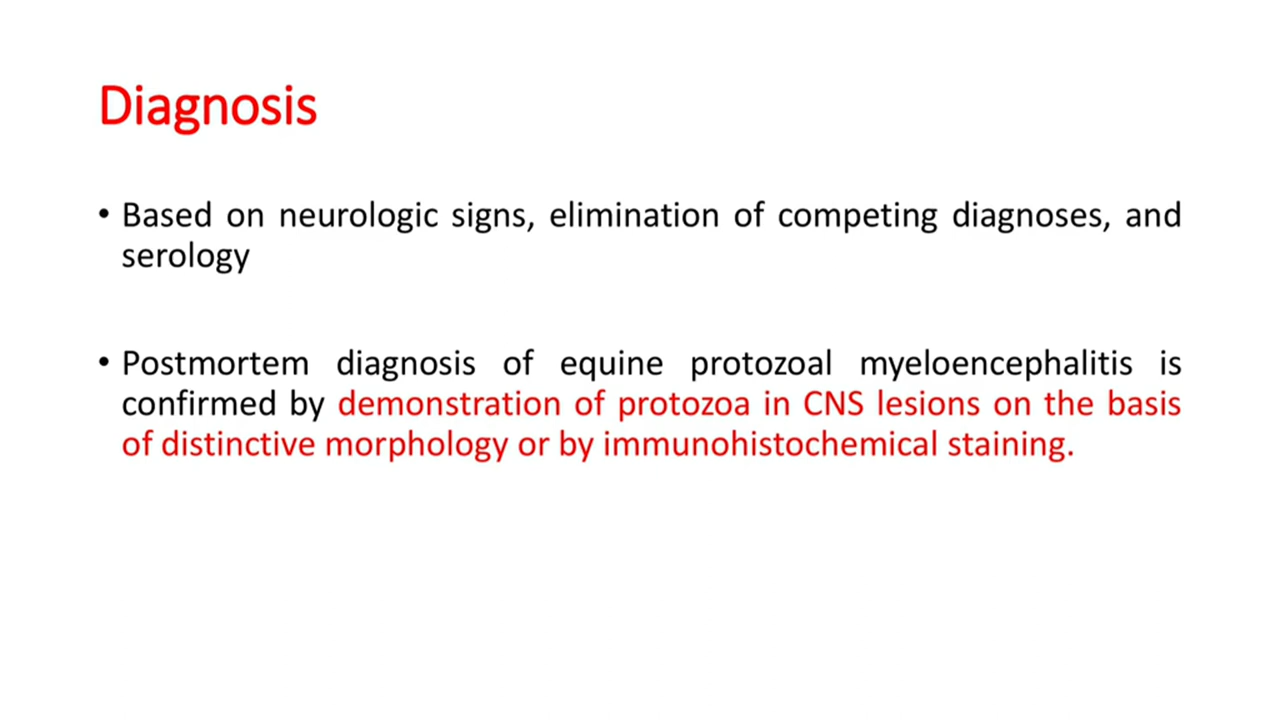 Diagnosis
• Based on neurologic signs, elimination of competing diagnoses, and
serology
• Postmortem diagnosis of equine protozoal myeloencephalitis is
confirmed by demonstration of protozoa in CNS lesions on the basis
of distinctive morphology or by immunohistochemical staining.